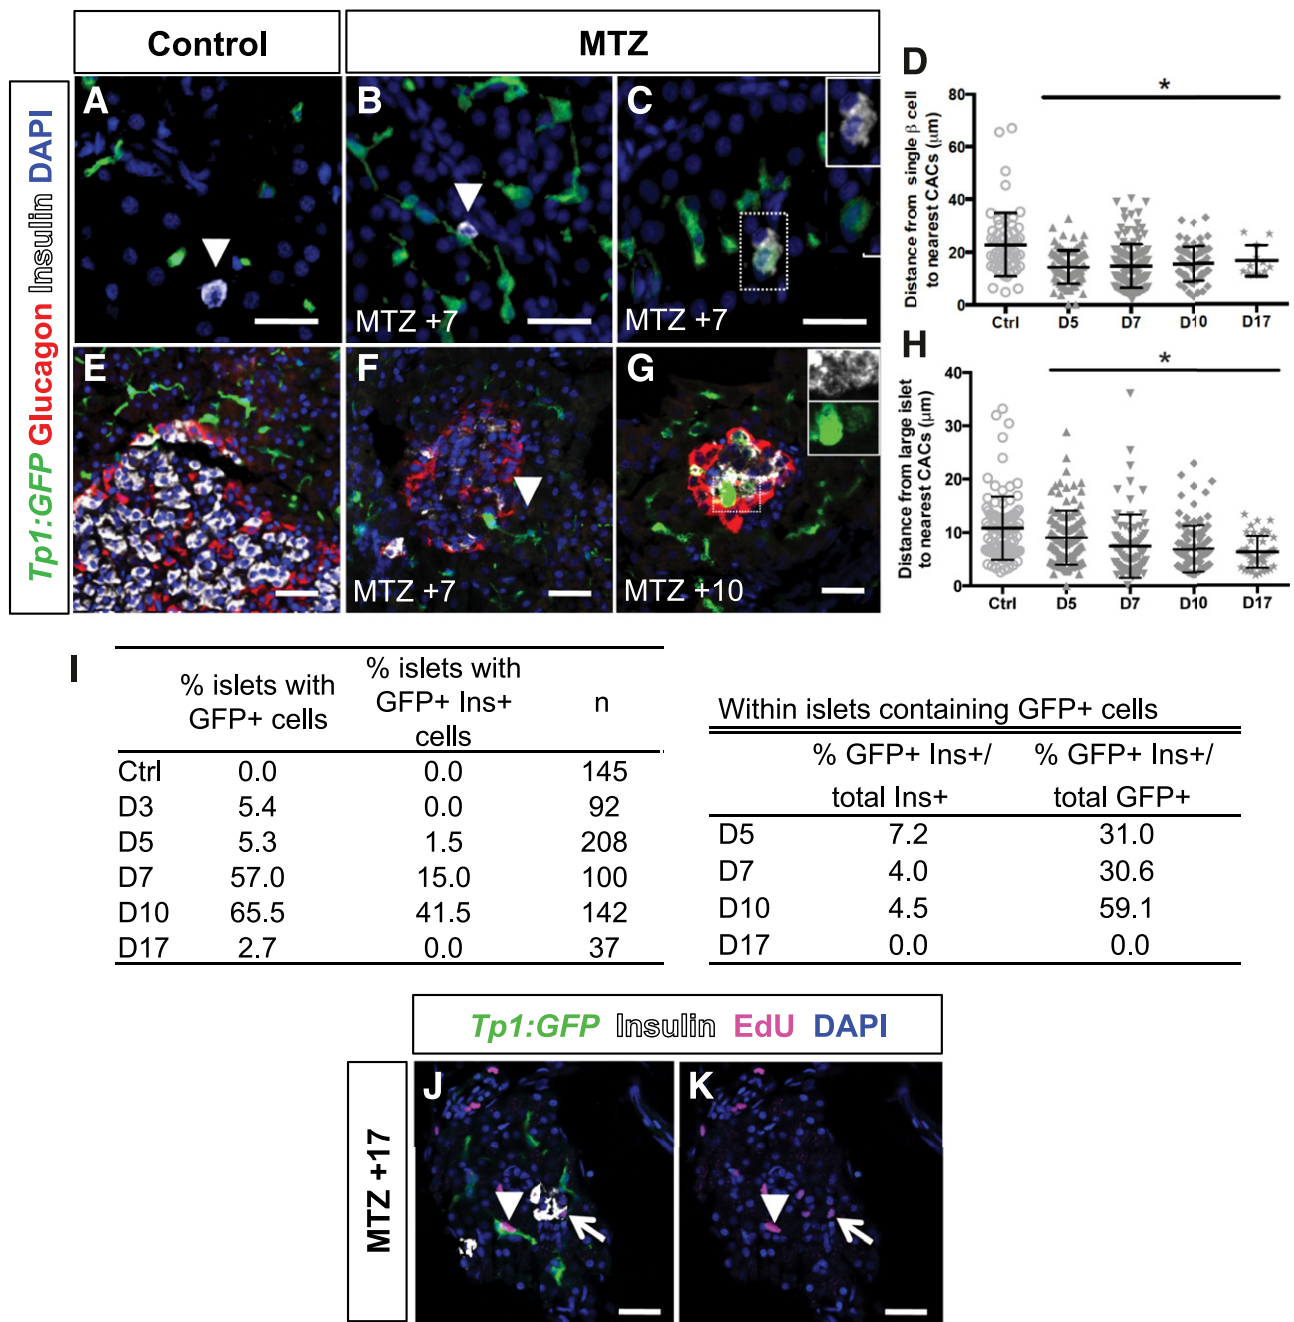 Control
MTZ
Tp1:GFP Glucagon Insulin DAPI
A
B
MTZ +7
C
MTZ +7
D
Distance from single β cell
to nearest CACs (μm)
80
60
40
20
0
Ctrl D5 D7 D10 D17
*
E
F
MTZ +7
G
MTZ +10
H
Distance from large islet
to nearest CACs (μm)
40
30
20
10
0
Ctrl D5 D7 D10 D17
*
I
% islets with GFP+ cells % islets with GFP+ Ins+ cells n
Ctrl 0.0 0.0 145
D3 5.4 0.0 92
D5 5.3 1.5 208
D7 57.0 15.0 100
D10 65.5 41.5 142
D17 2.7 0.0 37
Within islets containing GFP+ cells
% GFP+ Ins+/ % GFP+ Ins+/
total Ins+ total GFP+
D5 7.2 31.0
D7 4.0 30.6
D10 4.5 59.1
D17 0.0 0.0
Tp1:GFP Insulin EdU DAPI
MTZ +17
J
K